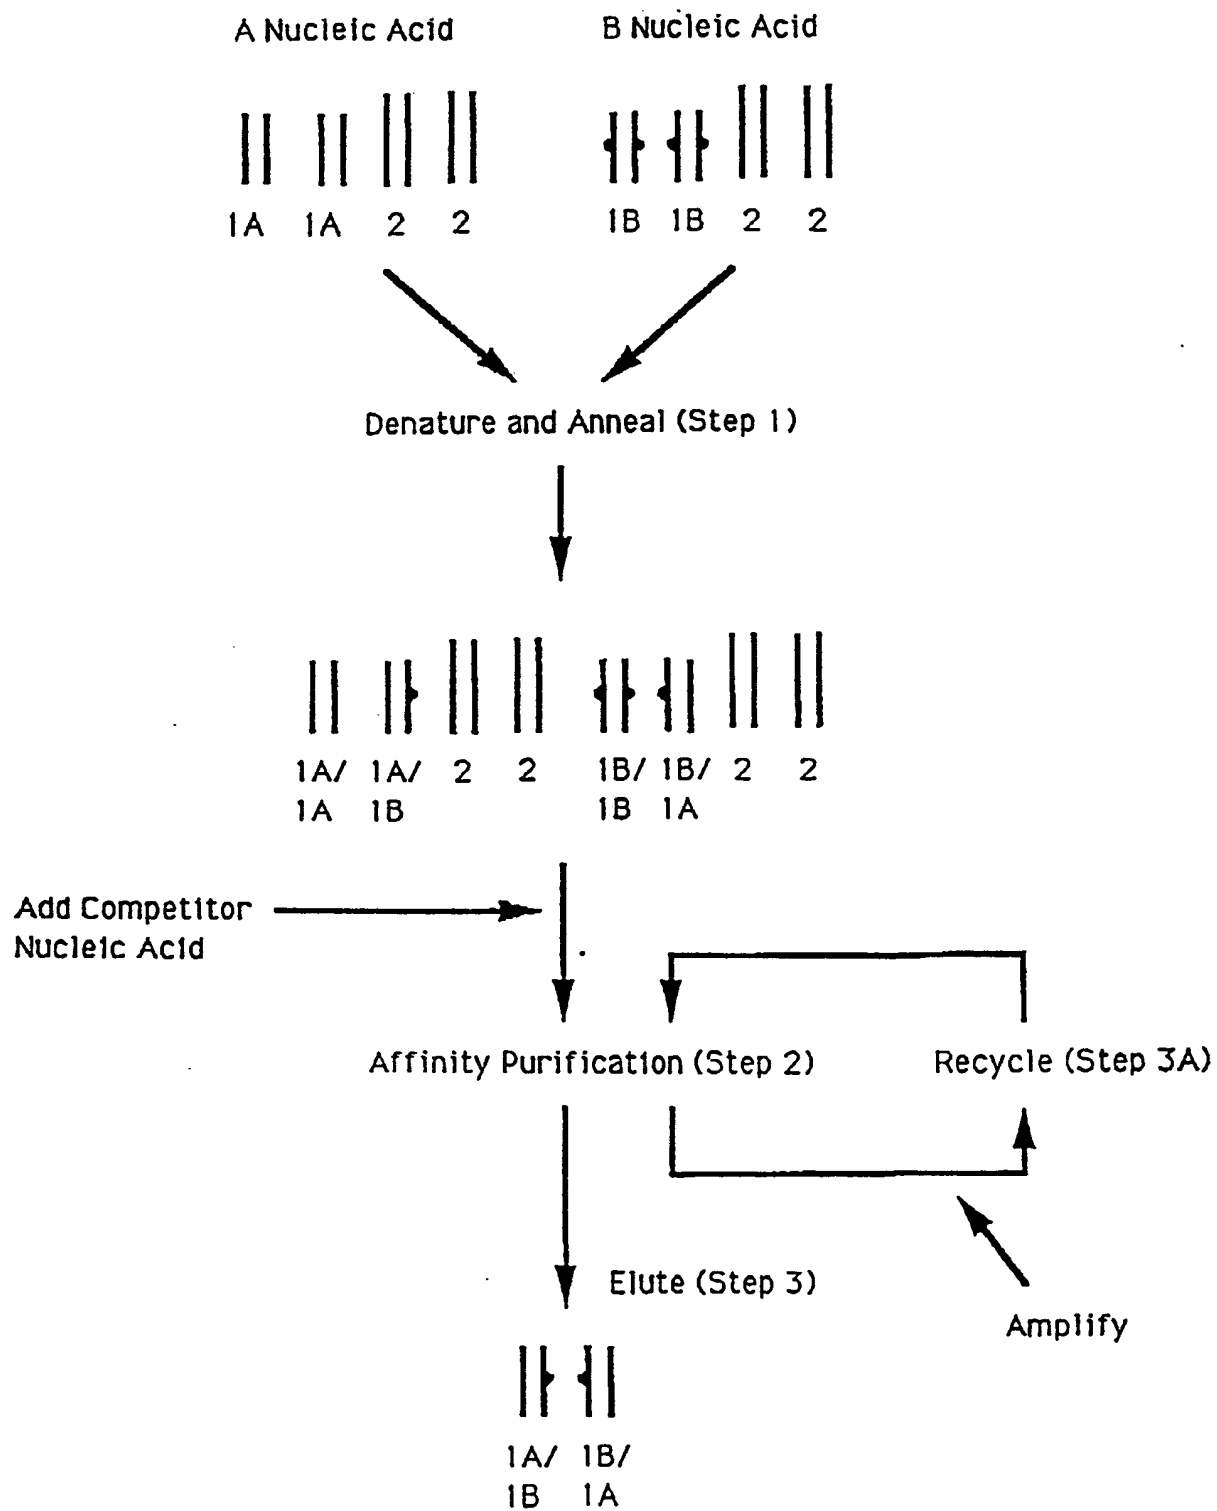 A Nucleic Acid
B Nucleic Acid
1A 1A 2 2
1B 1B 2 2
Denature and Anneal (Step 1)
1A/ 1A/ 2 2 1B/ 1B/ 2 2
1A 1B 1B 1A
Add Competitor
Nucleic Acid
Affinity Purification (Step 2)
Recycle (Step 3A)
Elute (Step 3)
Amplify
1A/ 1B/
1B 1A